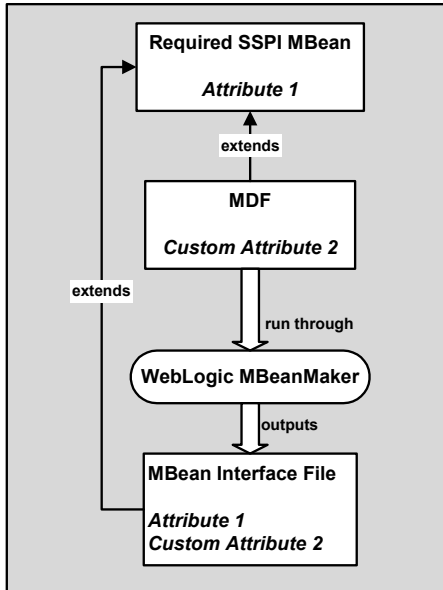 Required SSPI MBean
Attribute 1
extends
MDF
Custom Attribute 2
extends
run through
WebLogic MBeanMaker
outputs
MBean Interface File
Attribute 1
Custom Attribute 2